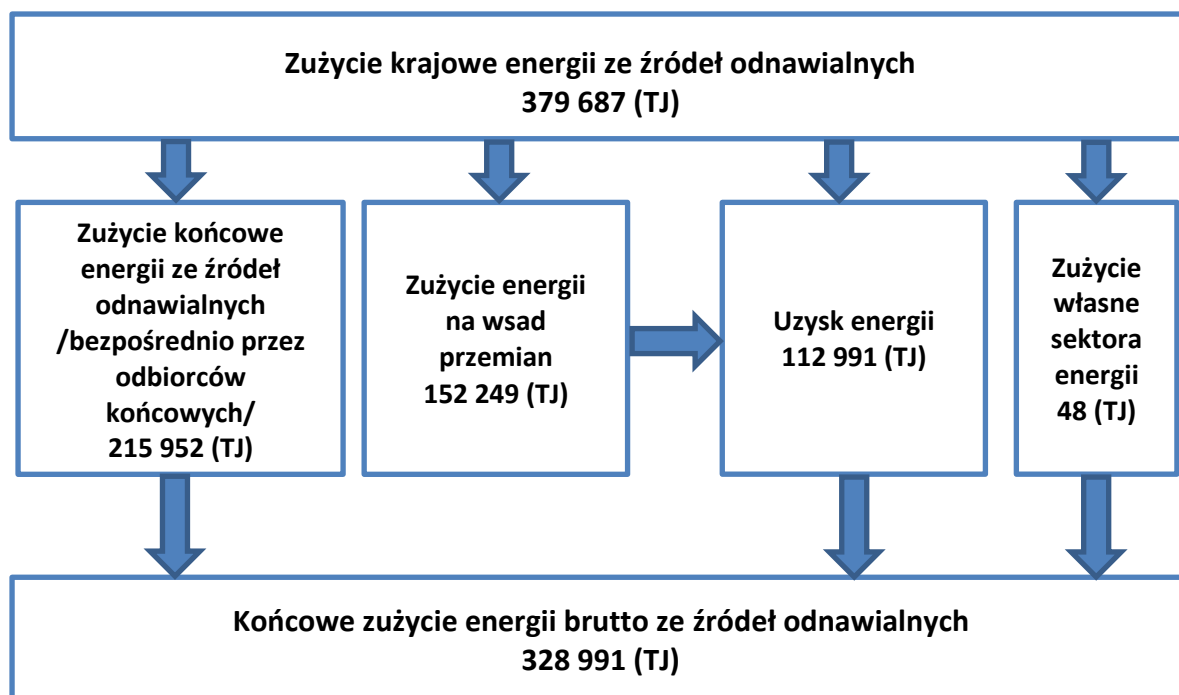 Zużycie krajowe energii ze źródeł odnawialnych
379 687 (TJ)
Zużycie końcowe
energii ze źródeł
odnawialnych
/bezpośrednio przez
odbiorców
końcowych/
215 952 (TJ)
Zużycie energii
na wsad
przemian
152 249 (TJ)
Uzysk energii
112 991 (TJ)
Zużycie
własne
sektora
energii
48 (TJ)
Końcowe zużycie energii brutto ze źródeł odnawialnych
328 991 (TJ)